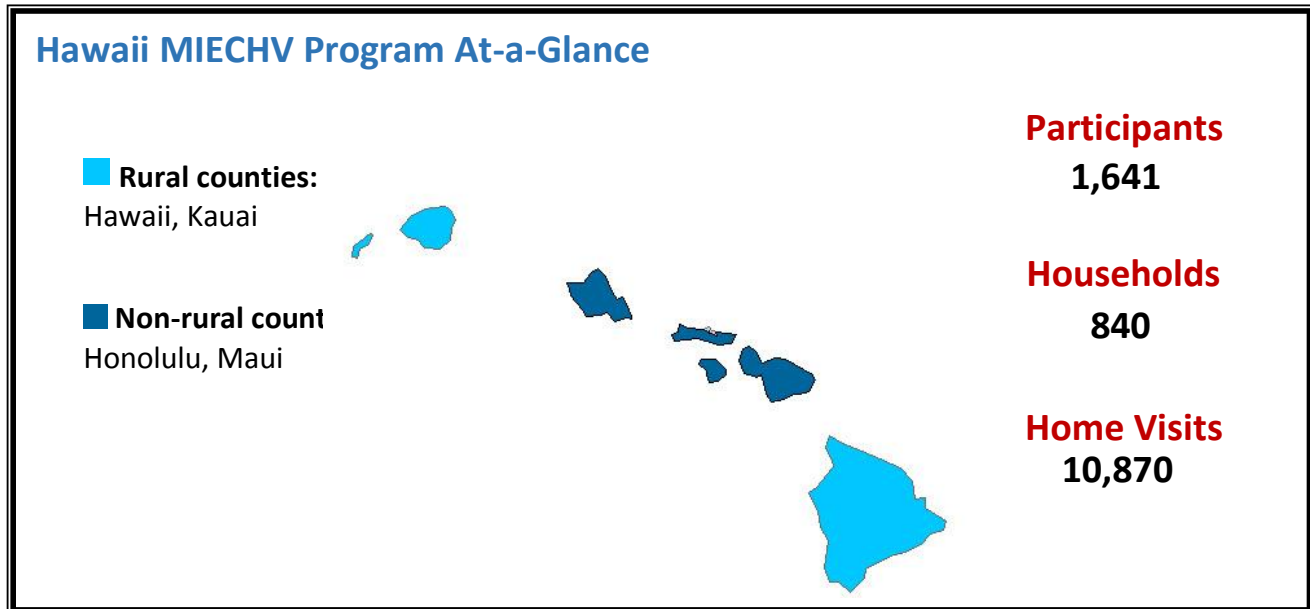 Hawaii MIECHV Program At-a-Glance
Rural counties:
Hawaii, Kauai
Non-rural count
Honolulu, Maui
Participants
1,641
Households
840
Home Visits
10,870